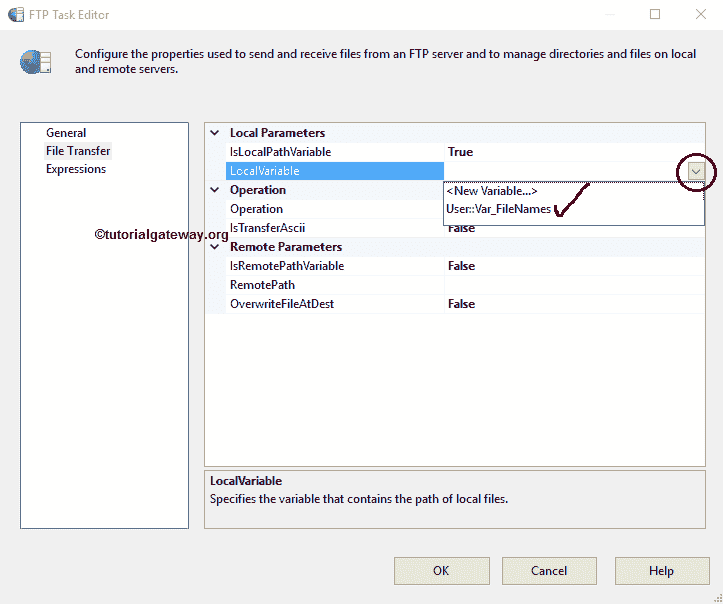 FTP Task Editor
Configure the properties used to send and receive files from an FTP server and to manage directories and files on local
and remote servers.
General
File Transfer
Expressions
©tutorialgateway.org
Local Parameters
IsLocalPathVariable True
LocalVariable
<New Variable...>
User::Var_FileNames
Operation
Operation
IsTransferAscii False
Remote Parameters
IsRemotePathVariable False
RemotePath
OverwriteFileAtDest False
LocalVariable
Specifies the variable that contains the path of local files.
OK Cancel Help